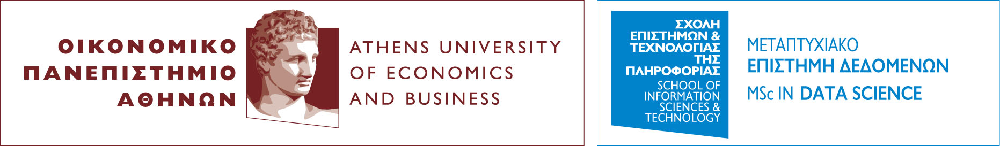 ΟΙΚΟΝΟΜΙΚΟ
ΠΑΝΕΠΙΣΤΗΜΙΟ
ΑΘΗΝΩΝ
ATHENS UNIVERSITY
OF ECONOMICS
AND BUSINESS
ΣΧΟΛΗ
ΕΠΙΣΤΗΜΩΝ &
ΤΕΧΝΟΛΟΓΙΑΣ
ΤΗΣ
ΠΛΗΡΟΦΟΡΙΑΣ
SCHOOL OF
INFORMATION
SCIENCES &
TECHNOLOGY
ΜΕΤΑΠΤΥΧΙΑΚΟ
ΕΠΙΣΤΗΜΗ ΔΕΔΟΜΕΝΩΝ
MSc IN DATA SCIENCE